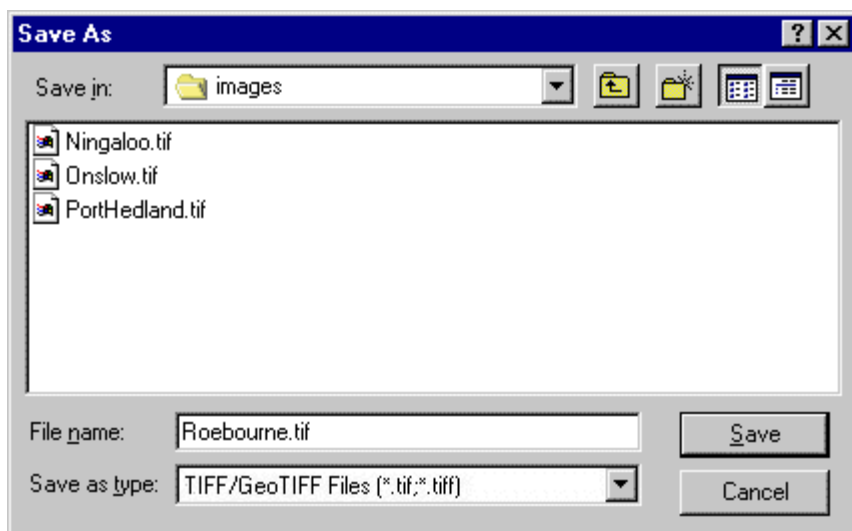 Save As
Save in: images
Ningaloo.tif
Onslow.tif
PortHedland.tif
File name: Roebourne.tif Save
Save as type: TIFF/GeoTIFF Files (*.tif;*.tiff) Cancel